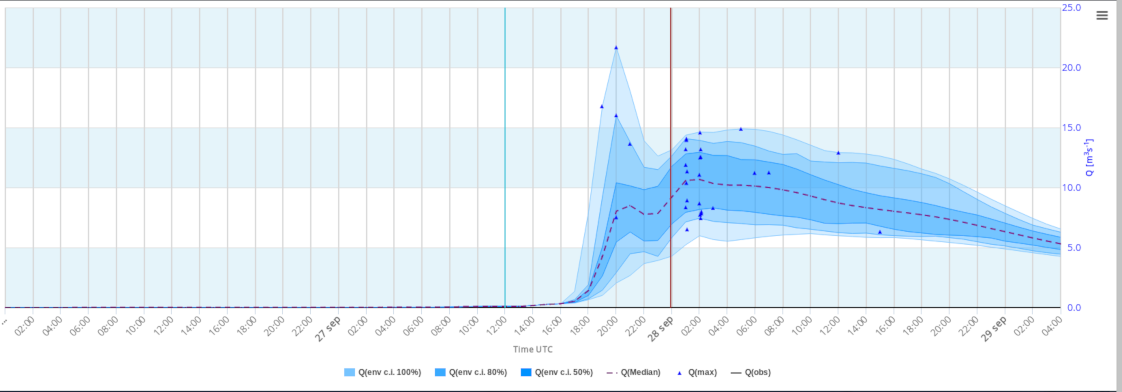 25.0
20.0
15.0
10.0
5.0
0.0
Q [m³s⁻¹]
... 02:00 04:00 06:00 08:00 10:00 12:00 14:00 16:00 18:00 20:00 22:00 27 sep 02:00 04:00 06:00 08:00 10:00 12:00 14:00 16:00 18:00 20:00 22:00 28 sep 02:00 04:00 06:00 08:00 10:00 12:00 14:00 16:00 18:00 20:00 22:00 29 sep 02:00 04:00
Time UTC
Q(env c.i. 100%) Q(env c.i. 80%) Q(env c.i. 50%) Q(Median) Q(max) Q(obs)